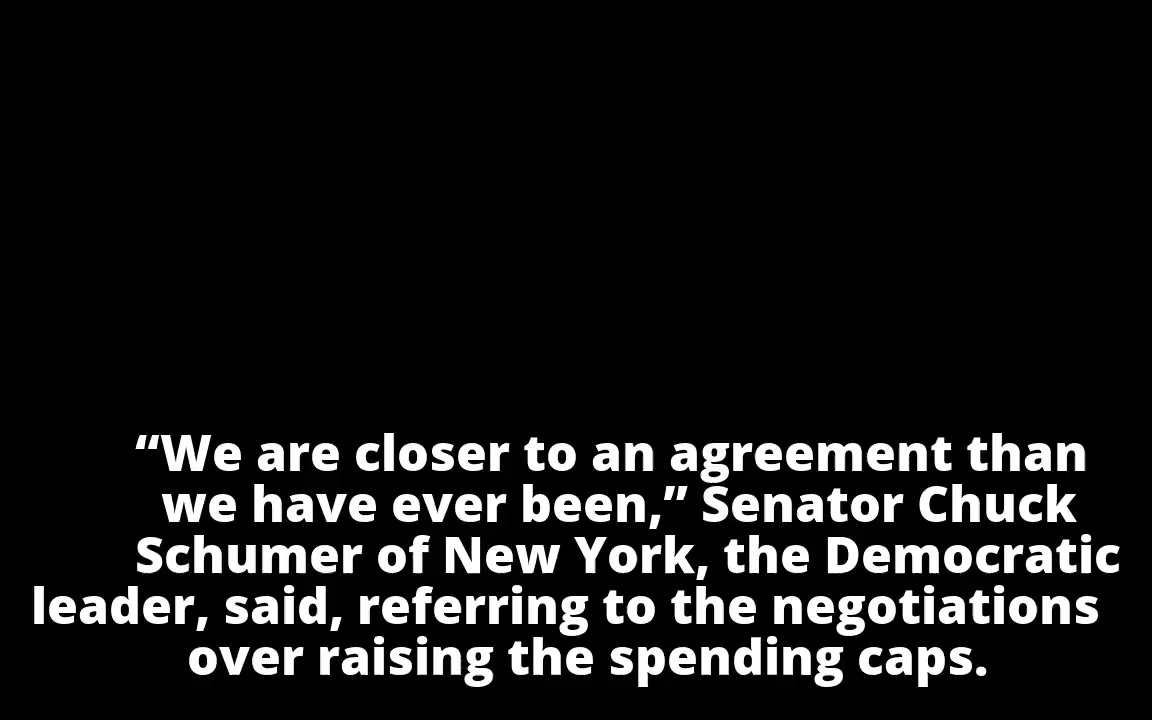 “We are closer to an agreement than
we have ever been,” Senator Chuck
Schumer of New York, the Democratic
leader, said, referring to the negotiations
over raising the spending caps.